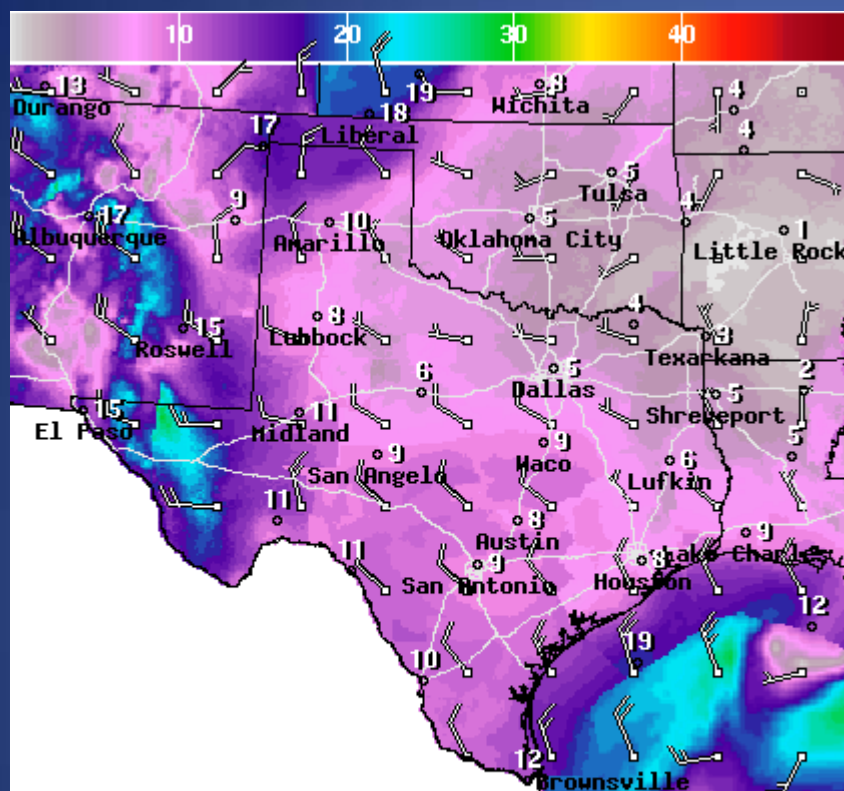 10 20 30 40
13 19 8 4
Durango 18 Wichita
17 Liberal 4
5
Tulsa
17 9 10 5 4 1
Albuquerque Amarillo Oklahoma City Little Rock
15 8 4 3
Roswell Lubbock Texarkana
6 5 5 2
Dallas
15 11 Shreveport
El Paso Midland
9 9 6 5
San Angelo Waco Lufkin
11 8 9
Austin Lake Charles
11 9 8
San Antonio Houston
12
10 19
12
Brownsville